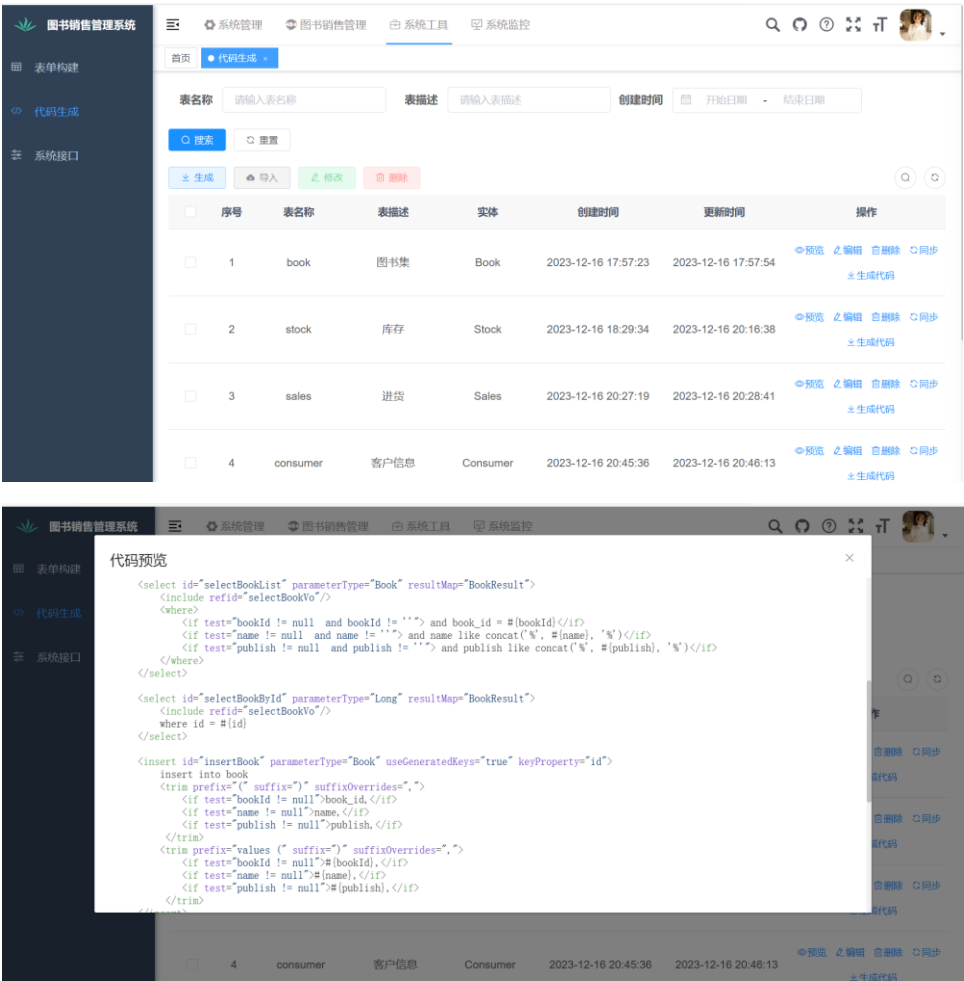 图书销售管理系统 系统管理 图书销售管理 系统工具 系统监控
首页 代码生成 ×
表单构建
代码生成
系统接口
表名称 请输入表名称 表描述 请输入表描述 创建时间 开始日期 - 结束日期
搜索 重置
生成 导入 修改 删除
序号 表名称 表描述 实体 创建时间 更新时间 操作
1 book 图书集 Book 2023-12-16 17:57:23 2023-12-16 17:57:54 预览 编辑 删除 同步
生成代码
2 stock 库存 Stock 2023-12-16 18:29:34 2023-12-16 20:16:38 预览 编辑 删除 同步
生成代码
3 sales 进货 Sales 2023-12-16 20:27:19 2023-12-16 20:28:41 预览 编辑 删除 同步
生成代码
4 consumer 客户信息 Consumer 2023-12-16 20:45:36 2023-12-16 20:46:13 预览 编辑 删除 同步
生成代码
图书销售管理系统 系统管理 图书销售管理 系统工具 系统监控
表单构建
代码生成
系统接口
代码预览 ×
<select id="selectBookList" parameterType="Book" resultMap="BookResult">
<include refid="selectBookVo"/>
<where>
<if test="bookId != null  and bookId != ''"> and book_id = #{bookId}</if>
<if test="name != null  and name != ''"> and name like concat('%', #{name}, '%')</if>
<if test="publish != null  and publish != ''"> and publish like concat('%', #{publish}, '%')</if>
</where>
</select>
<select id="selectBookById" parameterType="Long" resultMap="BookResult">
<include refid="selectBookVo"/>
where id = #{id}
</select>
<insert id="insertBook" parameterType="Book" useGeneratedKeys="true" keyProperty="id">
insert into book
<trim prefix="(" suffix=")" suffixOverrides=",">
<if test="bookId != null">book_id,</if>
<if test="name != null">name,</if>
<if test="publish != null">publish,</if>
</trim>
<trim prefix="values (" suffix=")" suffixOverrides=",">
<if test="bookId != null">#{bookId},</if>
<if test="name != null">#{name},</if>
<if test="publish != null">#{publish},</if>
</trim>
</insert>
作
删除 同步
成代码
删除 同步
成代码
删除 同步
成代码
4 consumer 客户信息 Consumer 2023-12-16 20:45:36 2023-12-16 20:46:13 预览 编辑 删除 同步
生成代码